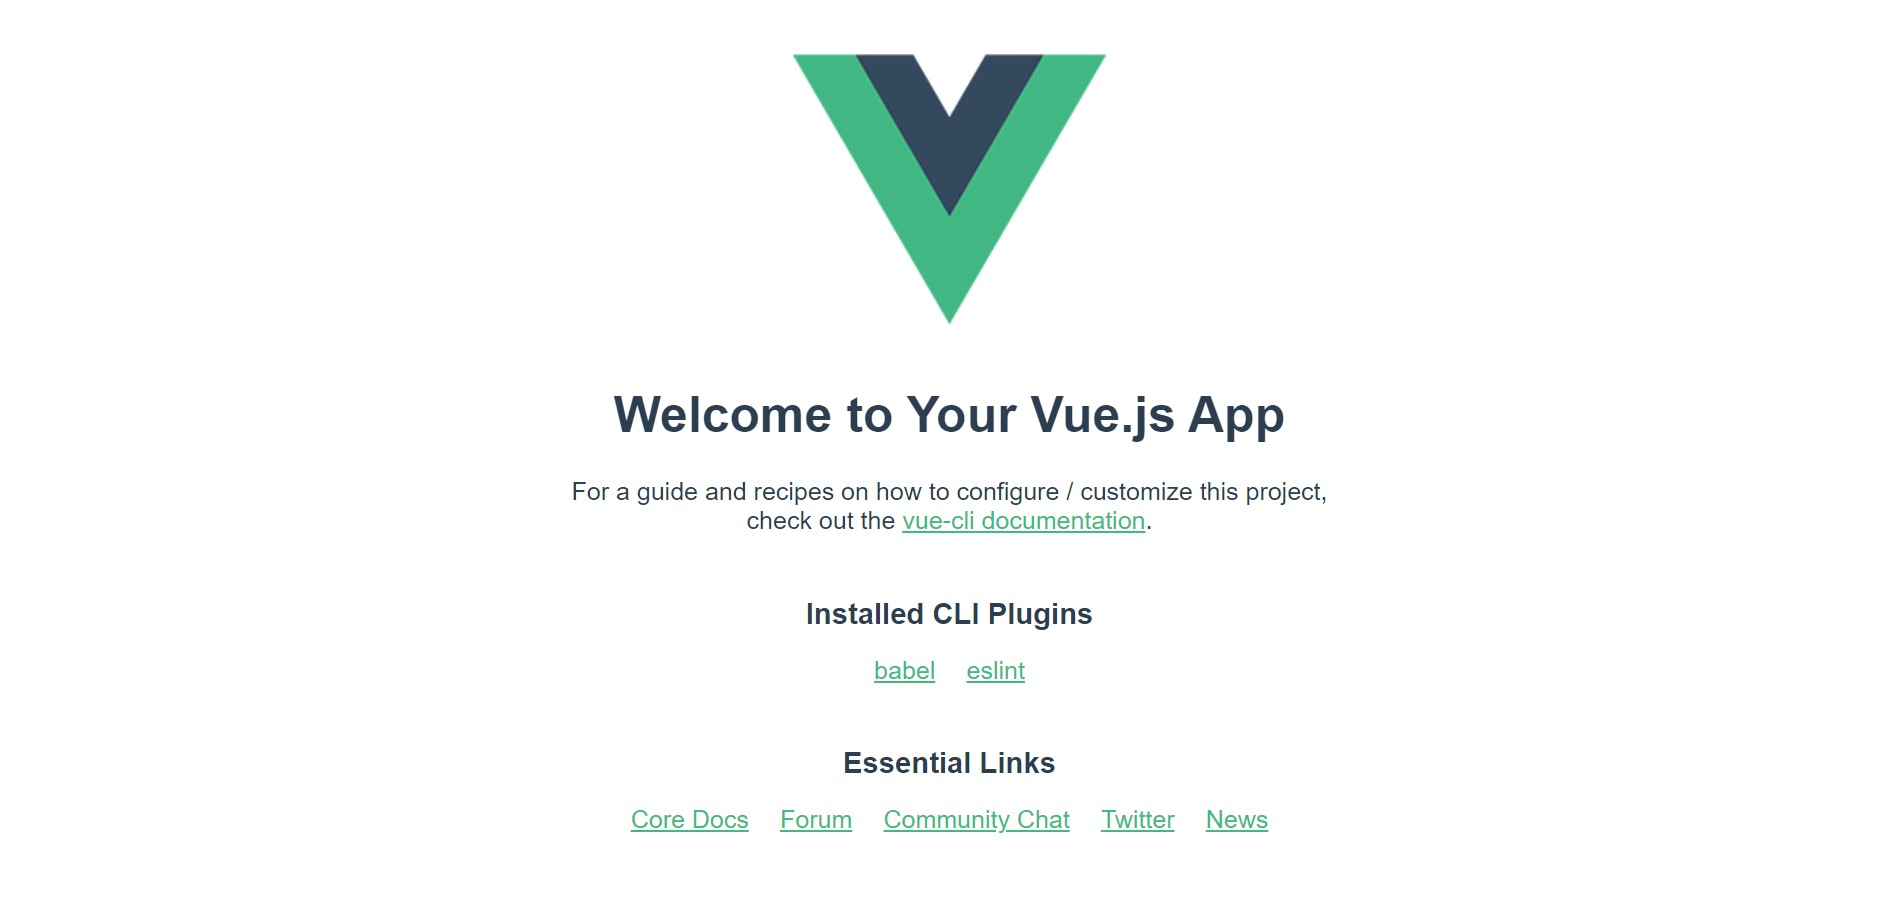 Welcome to Your Vue.js App
For a guide and recipes on how to configure / customize this project,
check out the vue-cli documentation.
Installed CLI Plugins
babel eslint
Essential Links
Core Docs Forum Community Chat Twitter News